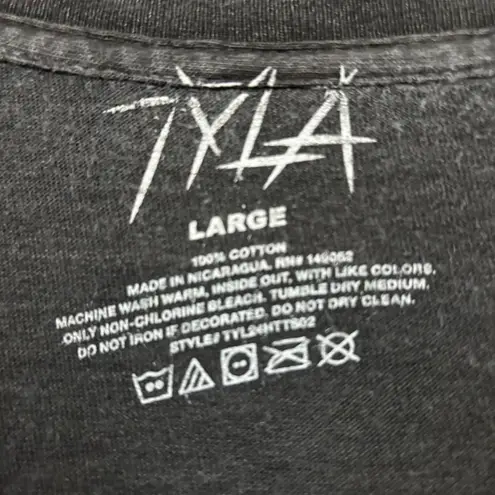 TYLA
LARGE
100% COTTON
MADE IN NICARAGUA. RN# 149062
MACHINE WASH WARM, INSIDE OUT, WITH LIKE COLORS.
ONLY NON-CHLORINE BLEACH. TUMBLE DRY MEDIUM.
DO NOT IRON IF DECORATED. DO NOT DRY CLEAN.
STYLE# TYL24HTTS02